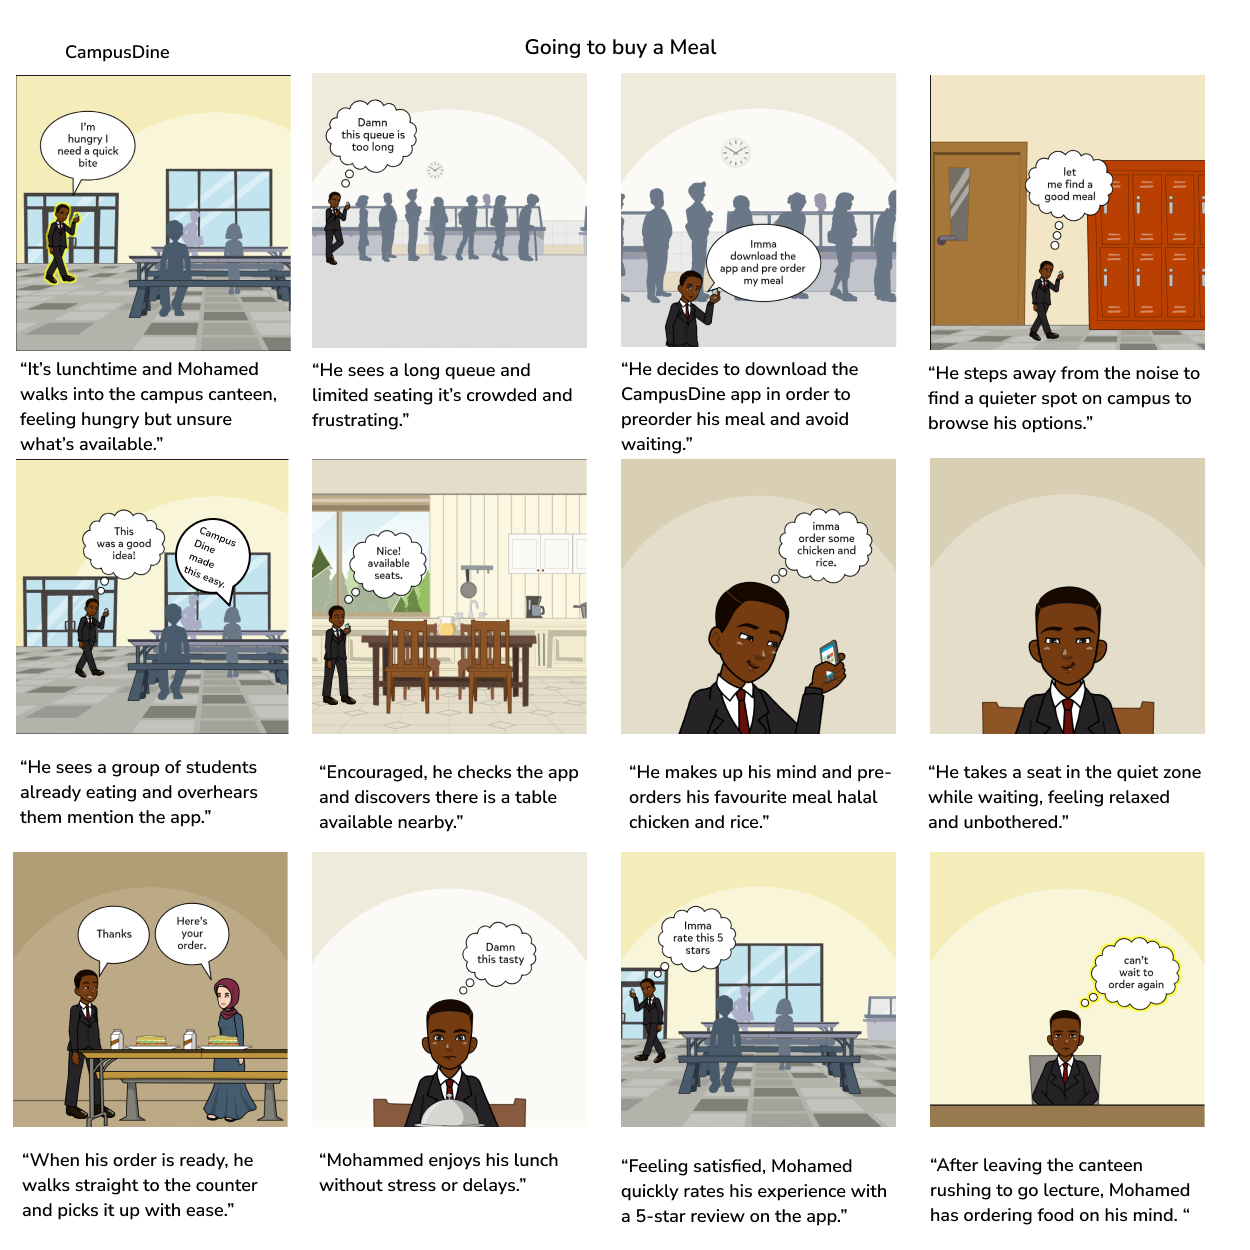 CampusDine
Going to buy a Meal
I'm
hungry I
need a quick
bite
Damn
this queue is
too long
Imma
download the
app and pre order
my meal
let
me find a
good meal
“It's lunchtime and Mohamed
walks into the campus canteen,
feeling hungry but unsure
what's available.”
“He sees a long queue and
limited seating it's crowded and
frustrating.”
“He decides to download the
CampusDine app in order to
preorder his meal and avoid
waiting.”
“He steps away from the noise to
find a quieter spot on campus to
browse his options.”
This
was a good
idea!
Campus
Dine
made
this easy.
Nice!
available
seats.
imma
order some
chicken and
rice.
“He sees a group of students
already eating and overhears
them mention the app.”
“Encouraged, he checks the app
and discovers there is a table
available nearby.”
“He makes up his mind and pre-
orders his favourite meal halal
chicken and rice.”
“He takes a seat in the quiet zone
while waiting, feeling relaxed
and unbothered.”
Thanks
Here's
your
order.
Damn
this tasty
Imma
rate this 5
stars
can't
wait to
order again
“When his order is ready, he
walks straight to the counter
and picks it up with ease.”
“Mohammed enjoys his lunch
without stress or delays.”
“Feeling satisfied, Mohamed
quickly rates his experience with
a 5-star review on the app.”
“After leaving the canteen
rushing to go lecture, Mohamed
has ordering food on his mind. “